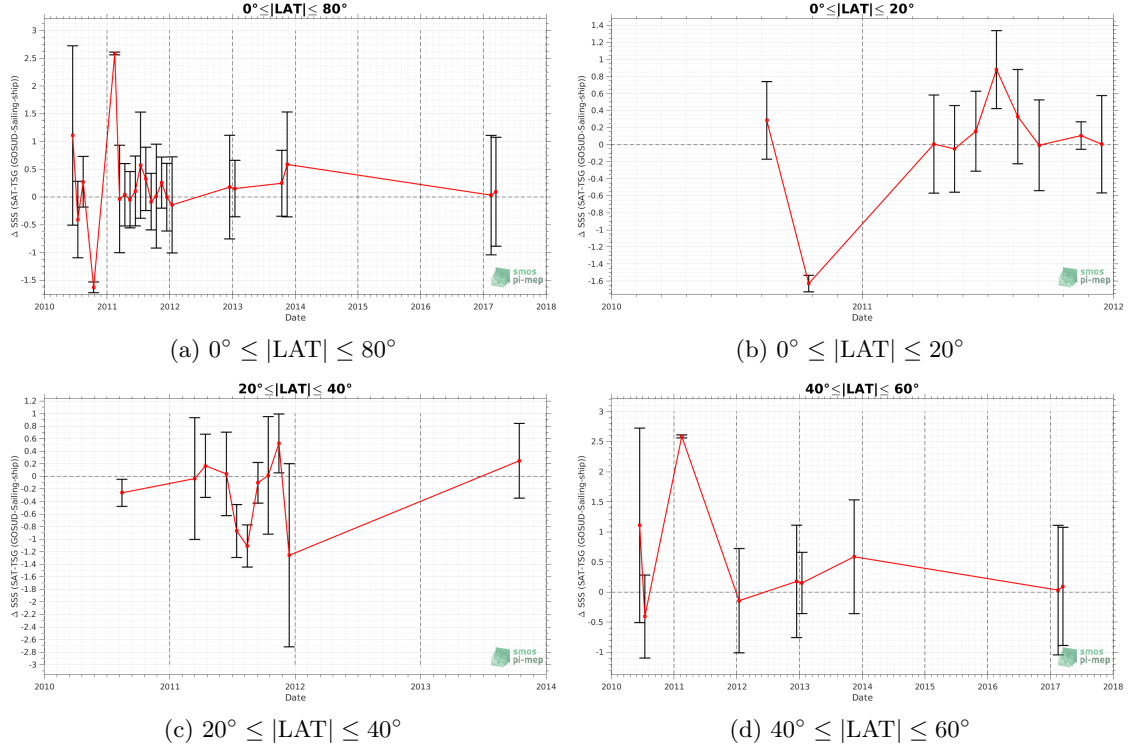 0°≤|LAT|≤ 80°
Δ SSS (SAT-TSG (GOSUD-Sailing-ship))
3
2.5
2
1.5
1
0.5
0
-0.5
-1
-1.5
2010 2011 2012 2013 2014 2015 2016 2017 2018
Date
smos
pi-mep
(a) 0° ≤ |LAT| ≤ 80°
0°≤|LAT|≤ 20°
Δ SSS (SAT-TSG (GOSUD-Sailing-ship))
1.4
1.2
1
0.8
0.6
0.4
0.2
0
-0.2
-0.4
-0.6
-0.8
-1
-1.2
-1.4
-1.6
2010 2011 2012
Date
smos
pi-mep
(b) 0° ≤ |LAT| ≤ 20°
20°≤|LAT|≤ 40°
Δ SSS (SAT-TSG (GOSUD-Sailing-ship))
1.2
1
0.8
0.6
0.4
0.2
0
-0.2
-0.4
-0.6
-0.8
-1
-1.2
-1.4
-1.6
-1.8
-2
-2.2
-2.4
-2.6
-2.8
-3
2010 2011 2012 2013 2014
Date
smos
pi-mep
(c) 20° ≤ |LAT| ≤ 40°
40°≤|LAT|≤ 60°
Δ SSS (SAT-TSG (GOSUD-Sailing-ship))
3
2.5
2
1.5
1
0.5
0
-0.5
-1
2010 2011 2012 2013 2014 2015 2016 2017 2018
Date
smos
pi-mep
(d) 40° ≤ |LAT| ≤ 60°